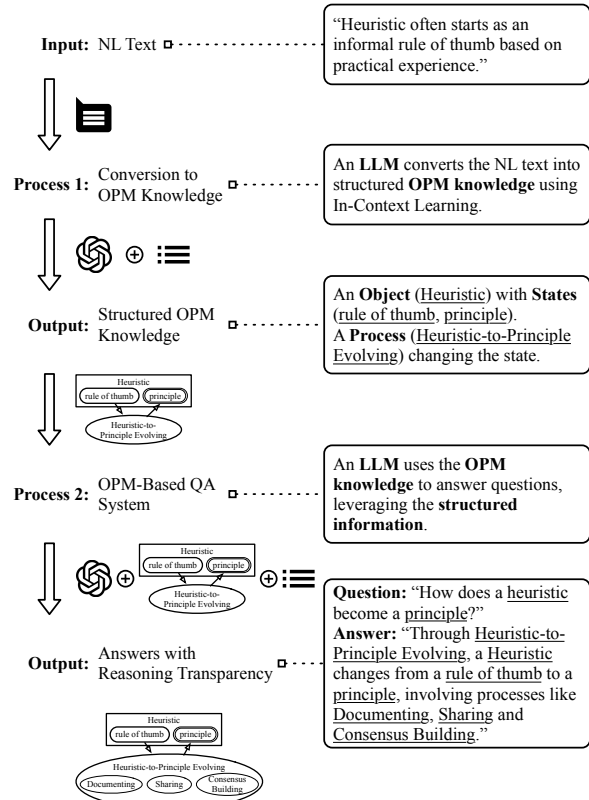 Input: NL Text
“Heuristic often starts as an
informal rule of thumb based on
practical experience.”
Process 1: Conversion to
OPM Knowledge
An LLM converts the NL text into
structured OPM knowledge using
In-Context Learning.
Output: Structured OPM
Knowledge
An Object (Heuristic) with States
(rule of thumb, principle).
A Process (Heuristic-to-Principle
Evolving) changing the state.
Heuristic
rule of thumb principle
Heuristic-to-
Principle Evolving
Process 2: OPM-Based QA
System
An LLM uses the OPM
knowledge to answer questions,
leveraging the structured
information.
Heuristic
rule of thumb principle
Heuristic-to-
Principle Evolving
Output: Answers with
Reasoning Transparency
Question: “How does a heuristic
become a principle?”
Answer: “Through Heuristic-to-
Principle Evolving, a Heuristic
changes from a rule of thumb to a
principle, involving processes like
Documenting, Sharing and
Consensus Building.”
Heuristic
rule of thumb principle
Heuristic-to-Principle Evolving
Documenting Sharing Consensus
Building